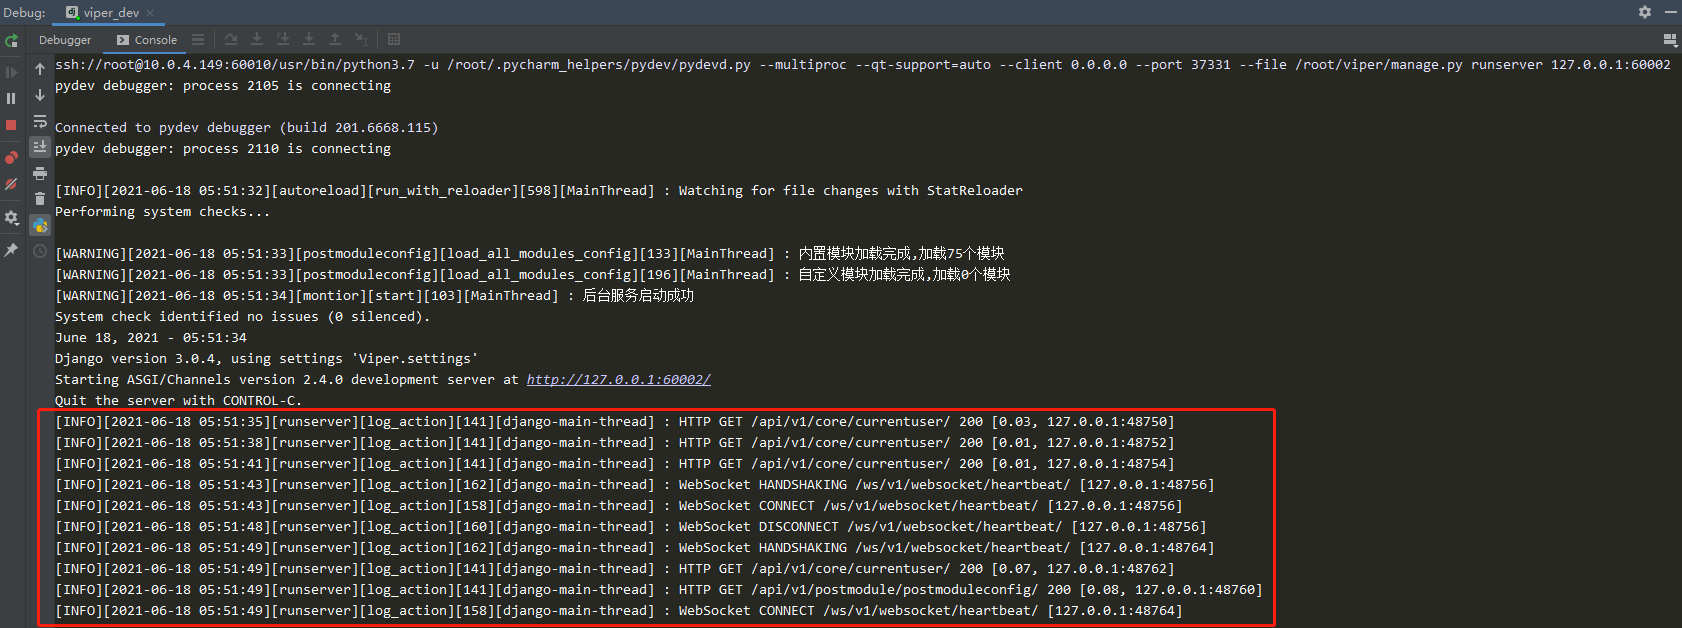 Debug: viper_dev
Debugger Console
ssh://root@10.0.4.149:60010/usr/bin/python3.7 -u /root/.pycharm_helpers/pydev/pydevd.py --multiproc --qt-support=auto --client 0.0.0.0 --port 37331 --file /root/viper/manage.py runserver 127.0.0.1:60002
pydev debugger: process 2105 is connecting
Connected to pydev debugger (build 201.6668.115)
pydev debugger: process 2110 is connecting
[INFO][2021-06-18 05:51:32][autoreload][run_with_reloader][598][MainThread] : Watching for file changes with StatReloader
Performing system checks...
[WARNING][2021-06-18 05:51:33][postmoduleconfig][load_all_modules_config][133][MainThread] : 内置模块加载完成,加载75个模块
[WARNING][2021-06-18 05:51:33][postmoduleconfig][load_all_modules_config][196][MainThread] : 自定义模块加载完成,加载0个模块
[WARNING][2021-06-18 05:51:34][montior][start][103][MainThread] : 后台服务启动成功
System check identified no issues (0 silenced).
June 18, 2021 - 05:51:34
Django version 3.0.4, using settings 'Viper.settings'
Starting ASGI/Channels version 2.4.0 development server at http://127.0.0.1:60002/
Quit the server with CONTROL-C.
[INFO][2021-06-18 05:51:35][runserver][log_action][141][django-main-thread] : HTTP GET /api/v1/core/currentuser/ 200 [0.03, 127.0.0.1:48750]
[INFO][2021-06-18 05:51:38][runserver][log_action][141][django-main-thread] : HTTP GET /api/v1/core/currentuser/ 200 [0.01, 127.0.0.1:48752]
[INFO][2021-06-18 05:51:41][runserver][log_action][141][django-main-thread] : HTTP GET /api/v1/core/currentuser/ 200 [0.01, 127.0.0.1:48754]
[INFO][2021-06-18 05:51:43][runserver][log_action][162][django-main-thread] : WebSocket HANDSHAKING /ws/v1/websocket/heartbeat/ [127.0.0.1:48756]
[INFO][2021-06-18 05:51:43][runserver][log_action][158][django-main-thread] : WebSocket CONNECT /ws/v1/websocket/heartbeat/ [127.0.0.1:48756]
[INFO][2021-06-18 05:51:48][runserver][log_action][160][django-main-thread] : WebSocket DISCONNECT /ws/v1/websocket/heartbeat/ [127.0.0.1:48756]
[INFO][2021-06-18 05:51:49][runserver][log_action][162][django-main-thread] : WebSocket HANDSHAKING /ws/v1/websocket/heartbeat/ [127.0.0.1:48764]
[INFO][2021-06-18 05:51:49][runserver][log_action][141][django-main-thread] : HTTP GET /api/v1/core/currentuser/ 200 [0.07, 127.0.0.1:48762]
[INFO][2021-06-18 05:51:49][runserver][log_action][141][django-main-thread] : HTTP GET /api/v1/postmodule/postmoduleconfig/ 200 [0.08, 127.0.0.1:48760]
[INFO][2021-06-18 05:51:49][runserver][log_action][158][django-main-thread] : WebSocket CONNECT /ws/v1/websocket/heartbeat/ [127.0.0.1:48764]